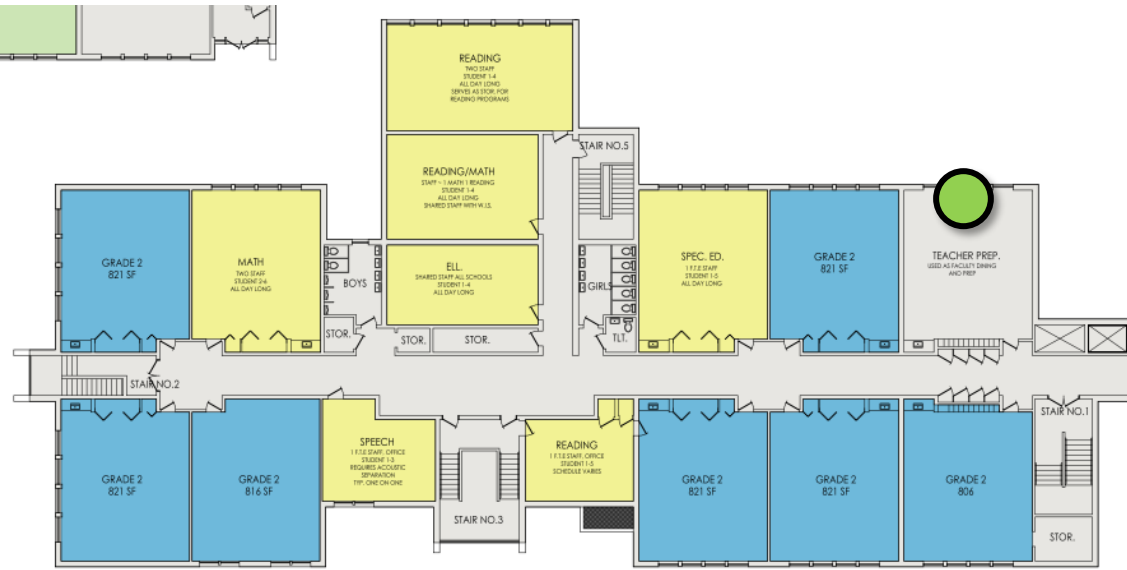 READING
TWO STAFF
STUDENT 1-4
ALL DAY LONG
SERVES AS STOR. FOR
READING PROGRAMS
STAIR NO.5
READING/MATH
STAFF - 1 MATH 1 READING
STUDENT 1-4
ALL DAY LONG
SHARED STAFF WITH W.I.S.
GRADE 2
821 SF
MATH
TWO STAFF
STUDENT 2-6
ALL DAY LONG
BOYS
ELL.
SHARED STAFF ALL SCHOOLS
STUDENT 1-4
ALL DAY LONG
GIRLS
SPEC. ED.
1 F.T.E STAFF
STUDENT 1-5
ALL DAY LONG
GRADE 2
821 SF
TEACHER PREP.
USED AS FACULTY DINING
AND PREP
STOR.
STOR.
STOR.
TLT.
STAIR NO.2
STAIR NO.1
GRADE 2
821 SF
GRADE 2
816 SF
SPEECH
1 F.T.E STAFF, OFFICE
STUDENT 1-3
REQUIRES ACOUSTIC
SEPARATION
TYP. ONE ON ONE
STAIR NO.3
READING
1 F.T.E STAFF, OFFICE
STUDENT 1-5
SCHEDULE VARIES
GRADE 2
821 SF
GRADE 2
821 SF
GRADE 2
806
STOR.